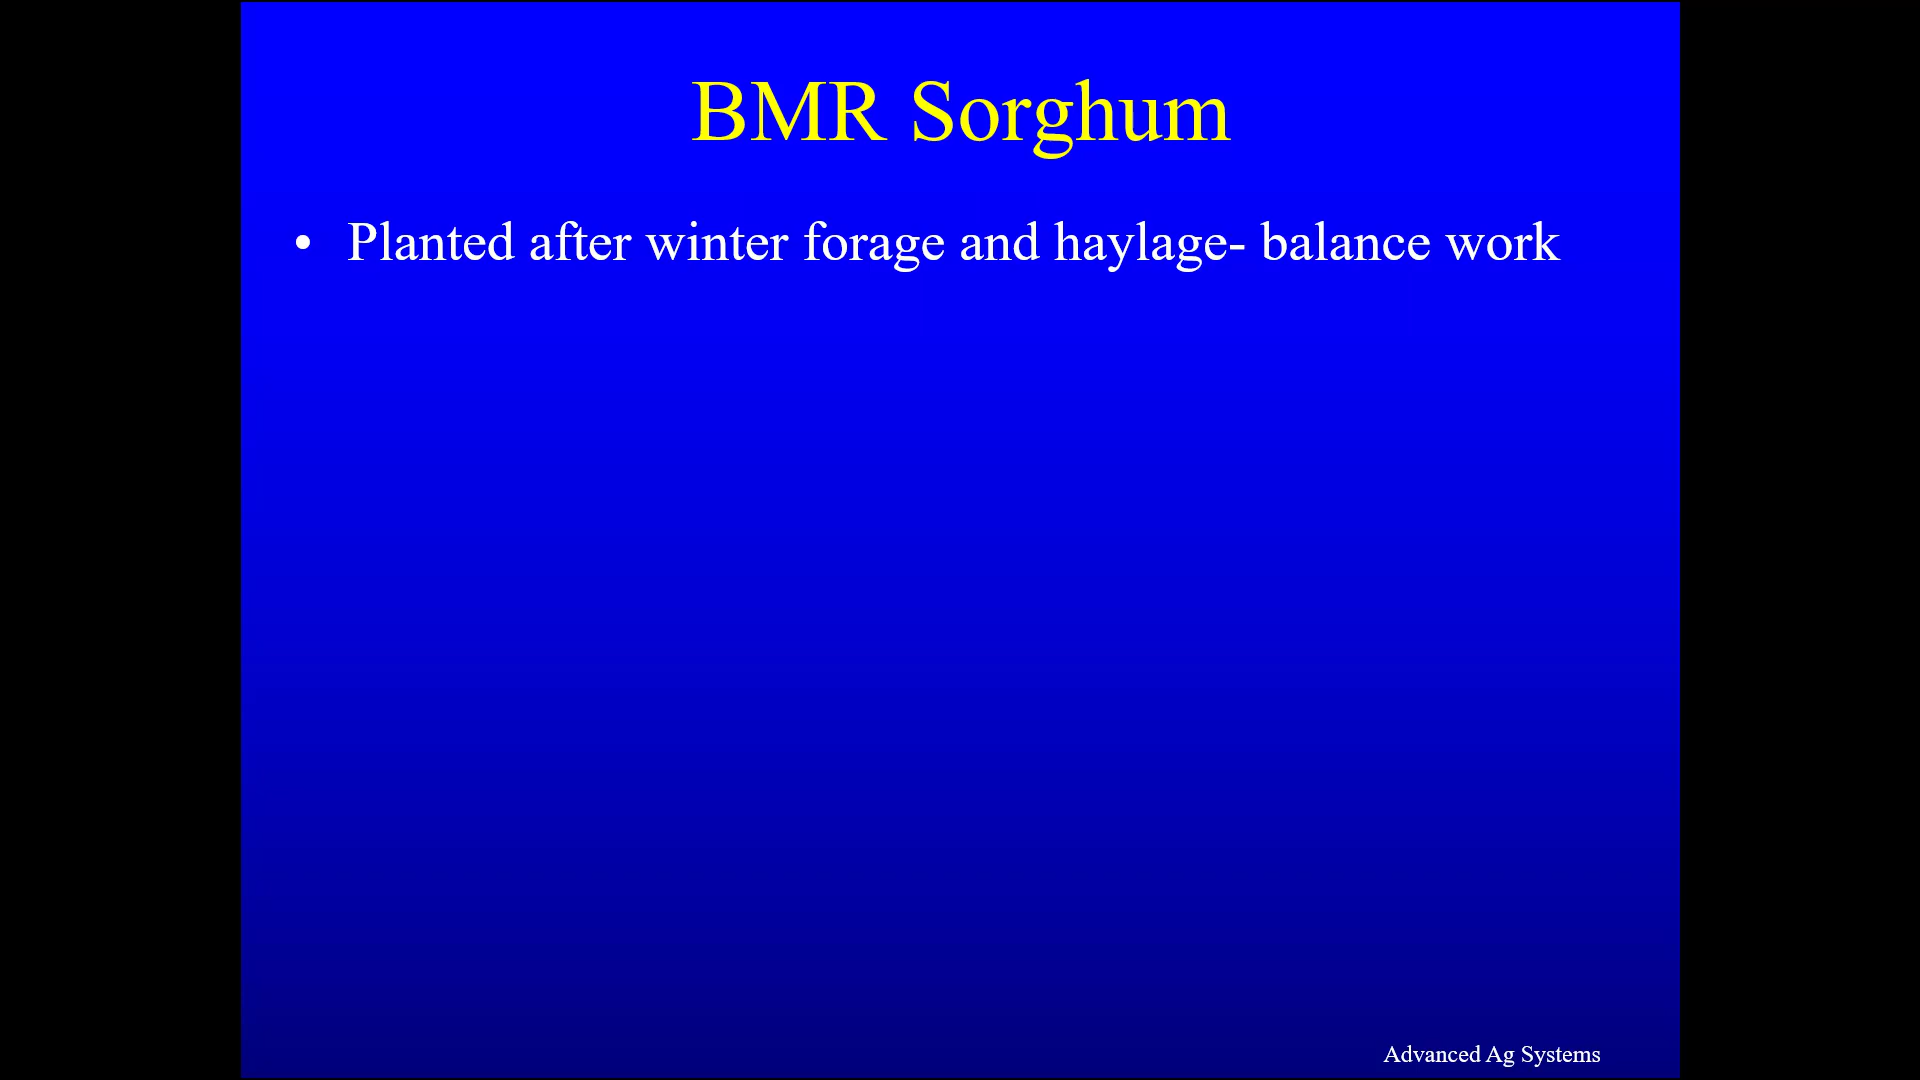 BMR Sorghum
• Planted after winter forage and haylage- balance work
Advanced Ag Systems